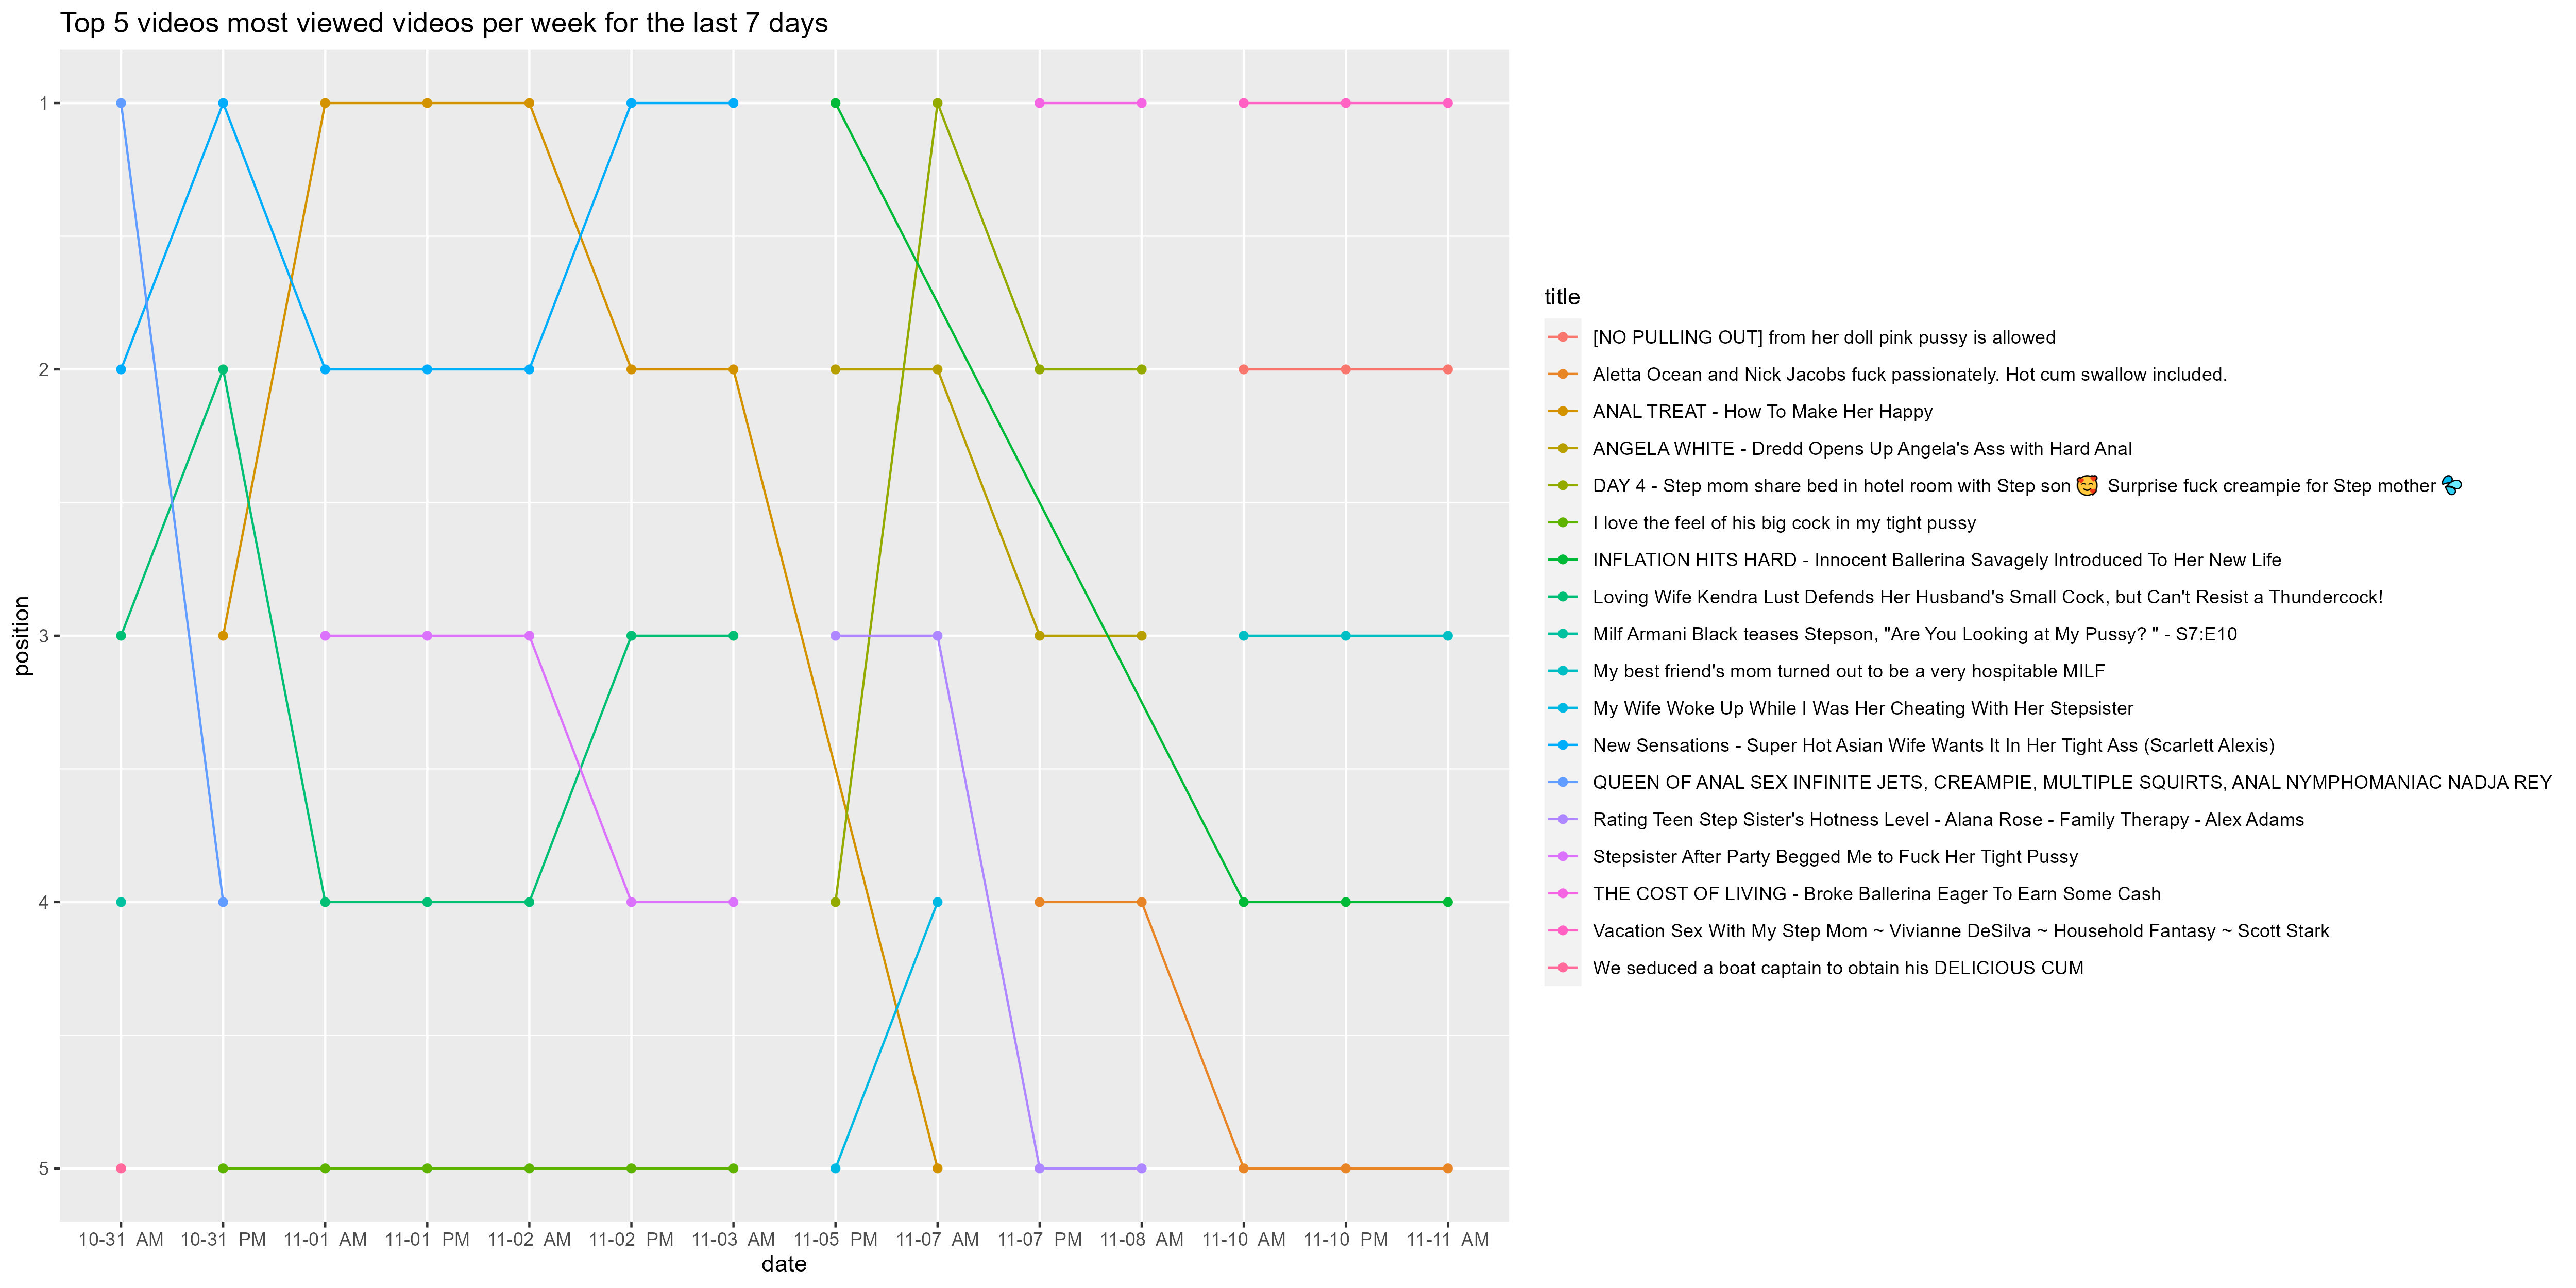 Top 5 videos most viewed videos per week for the last 7 days
position
1
2
3
4
5
10-31 AM 10-31 PM 11-01 AM 11-01 PM 11-02 AM 11-02 PM 11-03 AM 11-05 PM 11-07 AM 11-07 PM 11-08 AM 11-10 AM 11-10 PM 11-11 AM
date
title
[NO PULLING OUT] from her doll pink pussy is allowed
Aletta Ocean and Nick Jacobs fuck passionately. Hot cum swallow included.
ANAL TREAT - How To Make Her Happy
ANGELA WHITE - Dredd Opens Up Angela's Ass with Hard Anal
DAY 4 - Step mom share bed in hotel room with Step son 🥰 Surprise fuck creampie for Step mother 💦
I love the feel of his big cock in my tight pussy
INFLATION HITS HARD - Innocent Ballerina Savagely Introduced To Her New Life
Loving Wife Kendra Lust Defends Her Husband's Small Cock, but Can't Resist a Thundercock!
Milf Armani Black teases Stepson, "Are You Looking at My Pussy? " - S7:E10
My best friend's mom turned out to be a very hospitable MILF
My Wife Woke Up While I Was Her Cheating With Her Stepsister
New Sensations - Super Hot Asian Wife Wants It In Her Tight Ass (Scarlett Alexis)
QUEEN OF ANAL SEX INFINITE JETS, CREAMPIE, MULTIPLE SQUIRTS, ANAL NYMPHOMANIAC NADJA REY
Rating Teen Step Sister's Hotness Level - Alana Rose - Family Therapy - Alex Adams
Stepsister After Party Begged Me to Fuck Her Tight Pussy
THE COST OF LIVING - Broke Ballerina Eager To Earn Some Cash
Vacation Sex With My Step Mom ~ Vivianne DeSilva ~ Household Fantasy ~ Scott Stark
We seduced a boat captain to obtain his DELICIOUS CUM